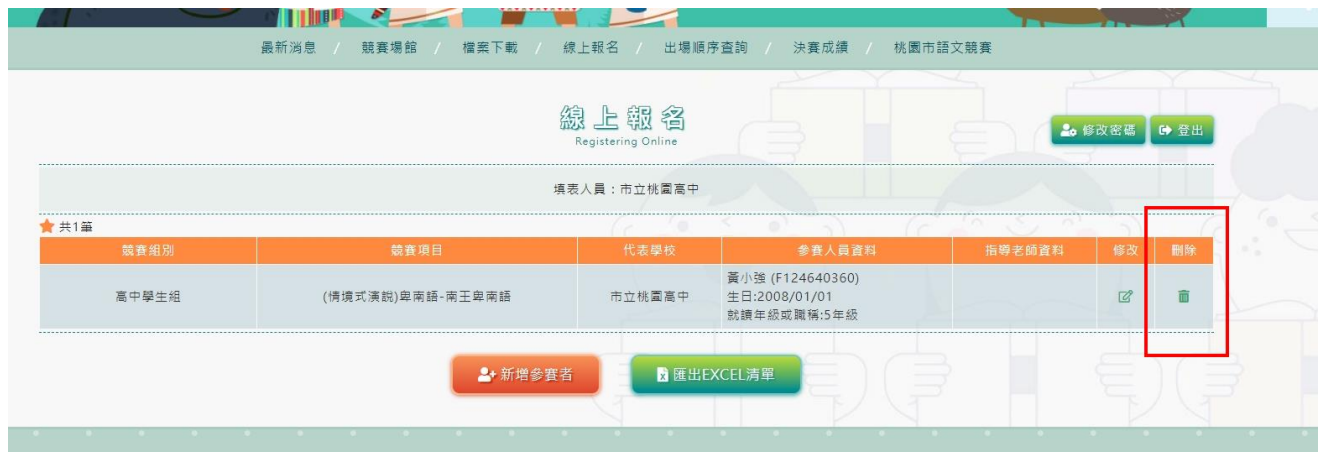 最新消息 / 競賽場館 / 檔案下載 / 線上報名 / 出場順序查詢 / 決賽成績 / 桃園市語文競賽
線上報名
Registering Online
修改密碼 登出
填表人員：市立桃園高中
共1筆
競賽組別 競賽項目 代表學校 參賽人員資料 指導老師資料 修改 刪除
高中學生組 (情境式演說)卑南語-南王卑南語 市立桃園高中 黃小強 (F124640360)
生日:2008/01/01
就讀年級或職稱:5年級
新增參賽者 匯出EXCEL清單